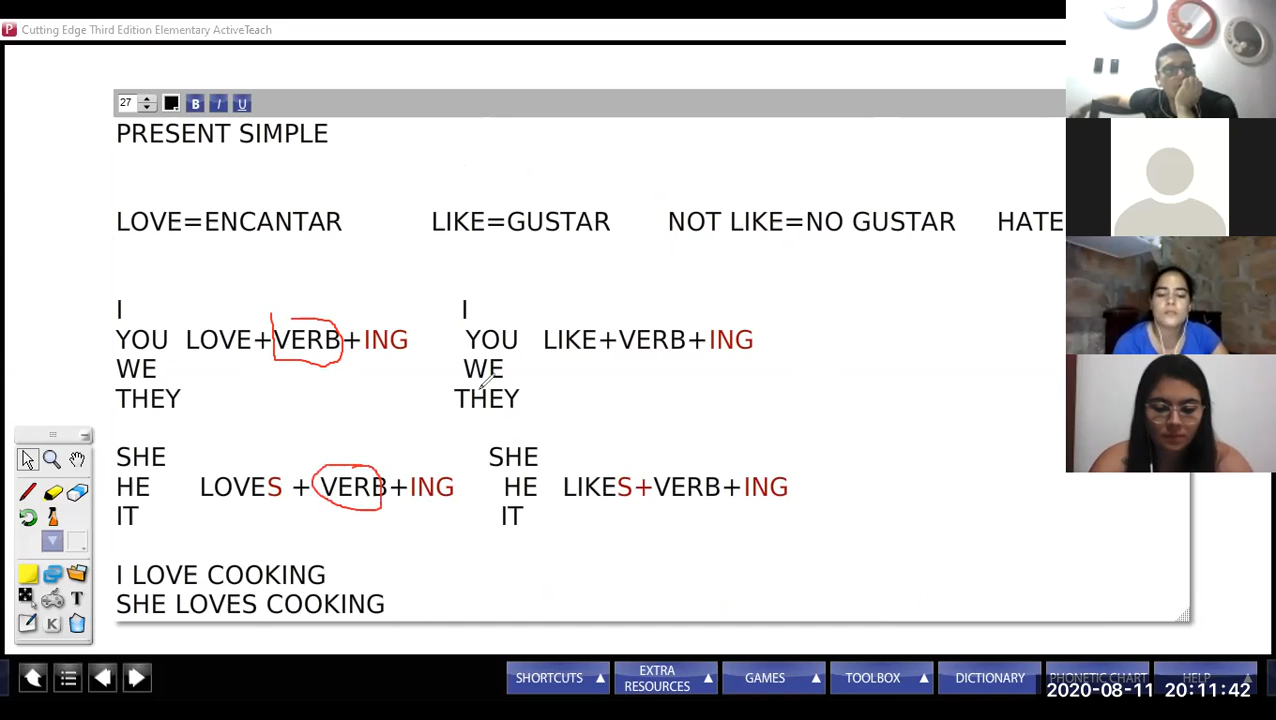 Cutting Edge Third Edition Elementary ActiveTeach
27 B I U
PRESENT SIMPLE
LOVE=ENCANTAR LIKE=GUSTAR NOT LIKE=NO GUSTAR HATE
I I
YOU LOVE+VERB+ING YOU LIKE+VERB+ING
WE WE
THEY THEY
SHE SHE
HE LOVES + VERB+ING HE LIKES+VERB+ING
IT IT
I LOVE COOKING
SHE LOVES COOKING
T
K
SHORTCUTS EXTRA RESOURCES GAMES TOOLBOX DICTIONARY PHONETIC CHART HELP
2020-08-11 20:11:42